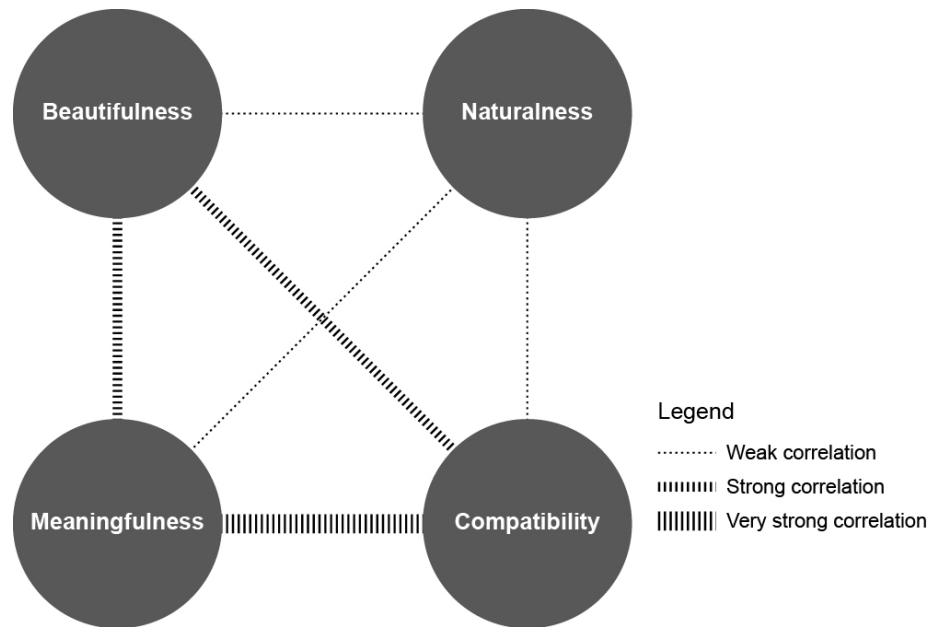 Beautifulness
Naturalness
Meaningfulness
Compatibility
Legend
Weak correlation
Strong correlation
Very strong correlation